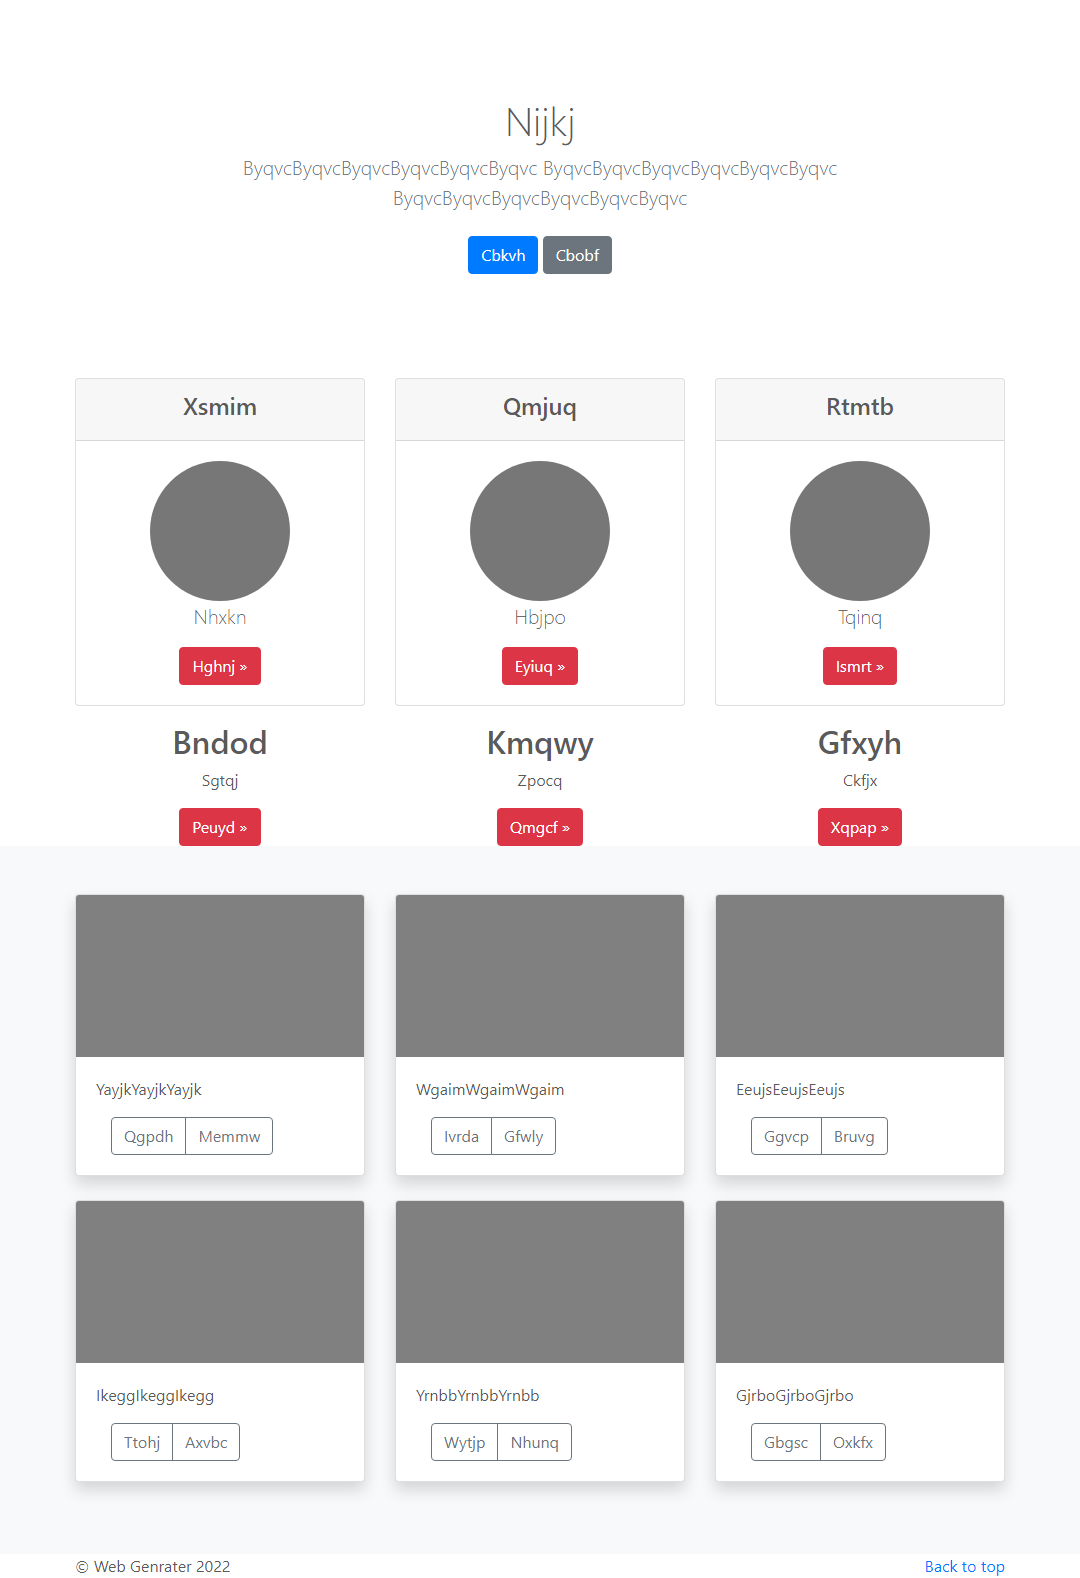 Nijkj
ByqvcByqvcByqvcByqvcByqvcByqvc ByqvcByqvcByqvcByqvcByqvcByqvc
ByqvcByqvcByqvcByqvcByqvcByqvc
Cbkvh Cbobf
Xsmim Qmjuq Rtmtb
Nhxkn Hbjpo Tqinq
Hghnj » Eyiuq » Ismrt »
Bndod Kmqwy Gfxyh
Sgtqj Zpocq Ckfjx
Peuyd » Qmgcf » Xqpap »
YayjkYayjkYayjk WgaimWgaimWgaim EeujsEeujsEeujs
Qgpdh Memmw Ivrda Gfwly Ggvcp Bruvg
IkeggIkeggIkegg YrnbbYrnbbYrnbb GjrboGjrboGjrbo
Ttohj Axvbc Wytjp Nhunq Gbgsc Oxkfx
© Web Genrater 2022 Back to top